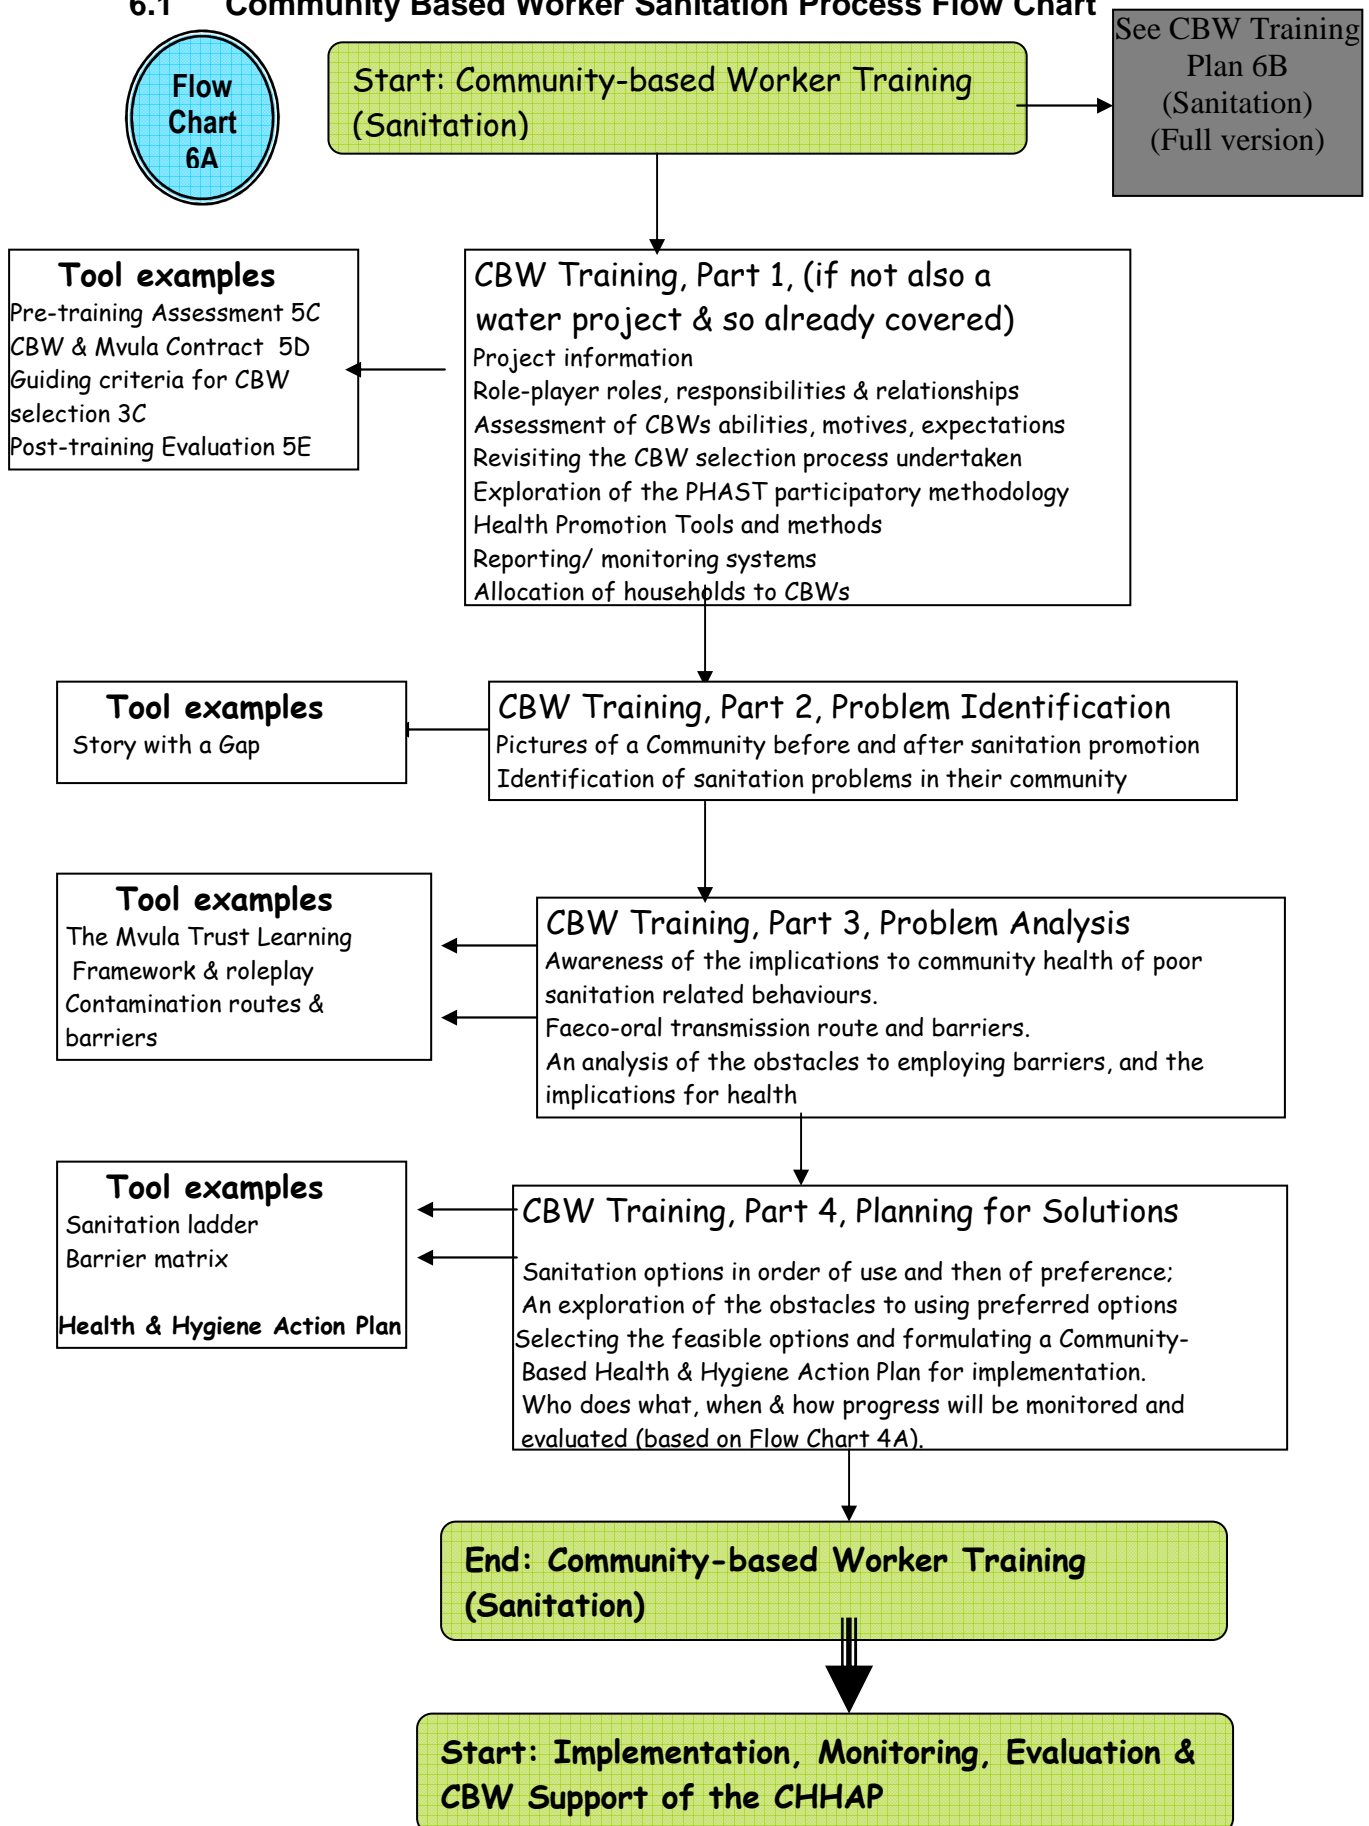 6.1 Community Based Worker Sanitation Process Flow Chart
Flow
Chart
6A
Start: Community-based Worker Training
(Sanitation)
See CBW Training
Plan 6B
(Sanitation)
(Full version)
Tool examples
Pre-training Assessment 5C
CBW & Mvula Contract 5D
Guiding criteria for CBW
selection 3C
Post-training Evaluation 5E
CBW Training, Part 1, (if not also a
water project & so already covered)
Project information
Role-player roles, responsibilities & relationships
Assessment of CBWs abilities, motives, expectations
Revisiting the CBW selection process undertaken
Exploration of the PHAST participatory methodology
Health Promotion Tools and methods
Reporting/ monitoring systems
Allocation of households to CBWs
Tool examples
Story with a Gap
CBW Training, Part 2, Problem Identification
Pictures of a Community before and after sanitation promotion
Identification of sanitation problems in their community
Tool examples
The Mvula Trust Learning
Framework & roleplay
Contamination routes &
barriers
CBW Training, Part 3, Problem Analysis
Awareness of the implications to community health of poor
sanitation related behaviours.
Faeco-oral transmission route and barriers.
An analysis of the obstacles to employing barriers, and the
implications for health
Tool examples
Sanitation ladder
Barrier matrix
Health & Hygiene Action Plan
CBW Training, Part 4, Planning for Solutions
Sanitation options in order of use and then of preference;
An exploration of the obstacles to using preferred options
Selecting the feasible options and formulating a Community-
Based Health & Hygiene Action Plan for implementation.
Who does what, when & how progress will be monitored and
evaluated (based on Flow Chart 4A).
End: Community-based Worker Training
(Sanitation)
Start: Implementation, Monitoring, Evaluation &
CBW Support of the CHHAP